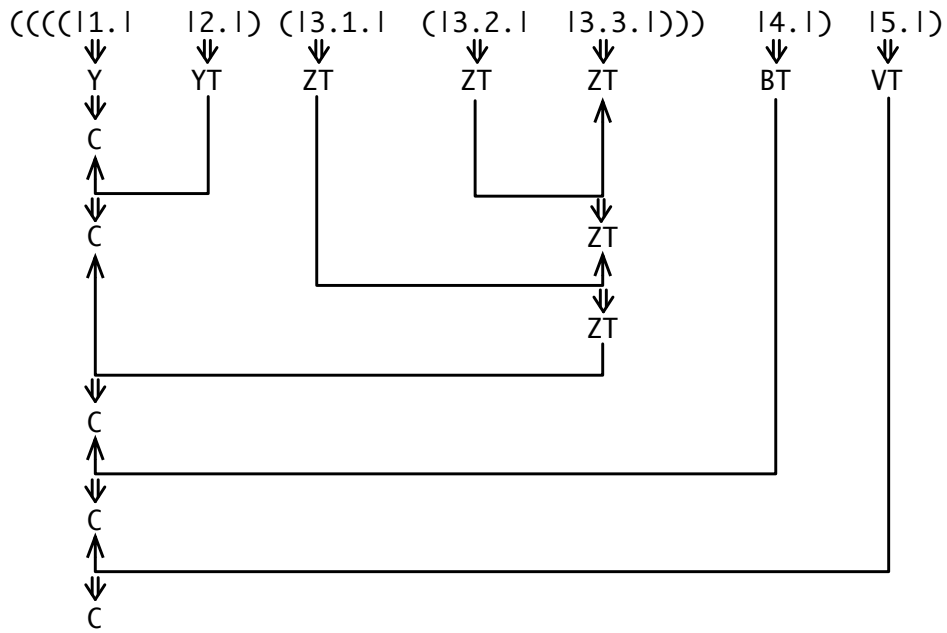 ((((|1.| |2.|) (|3.1.| (|3.2.| |3.3.|))) |4.|) |5.|)
Y YT ZT ZT ZT BT VT
C
C ZT
ZT
C
C
C